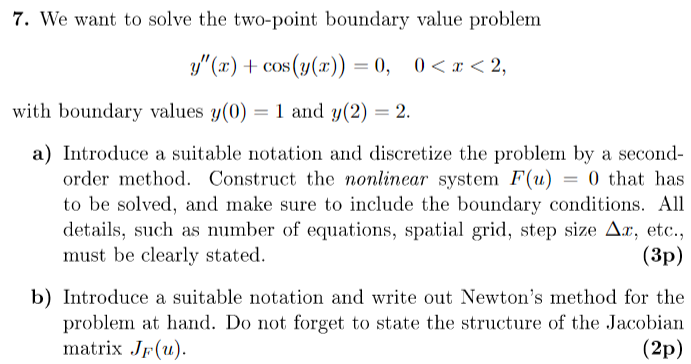 7. We want to solve the two-point boundary value problem
y″(x) + cos(y(x)) = 0, 0 < x < 2,
with boundary values y(0) = 1 and y(2) = 2.
a) Introduce a suitable notation and discretize the problem by a second-
order method. Construct the nonlinear system F(u) = 0 that has
to be solved, and make sure to include the boundary conditions. All
details, such as number of equations, spatial grid, step size Δx, etc.,
must be clearly stated. (3p)
b) Introduce a suitable notation and write out Newton's method for the
problem at hand. Do not forget to state the structure of the Jacobian
matrix J_F(u). (2p)